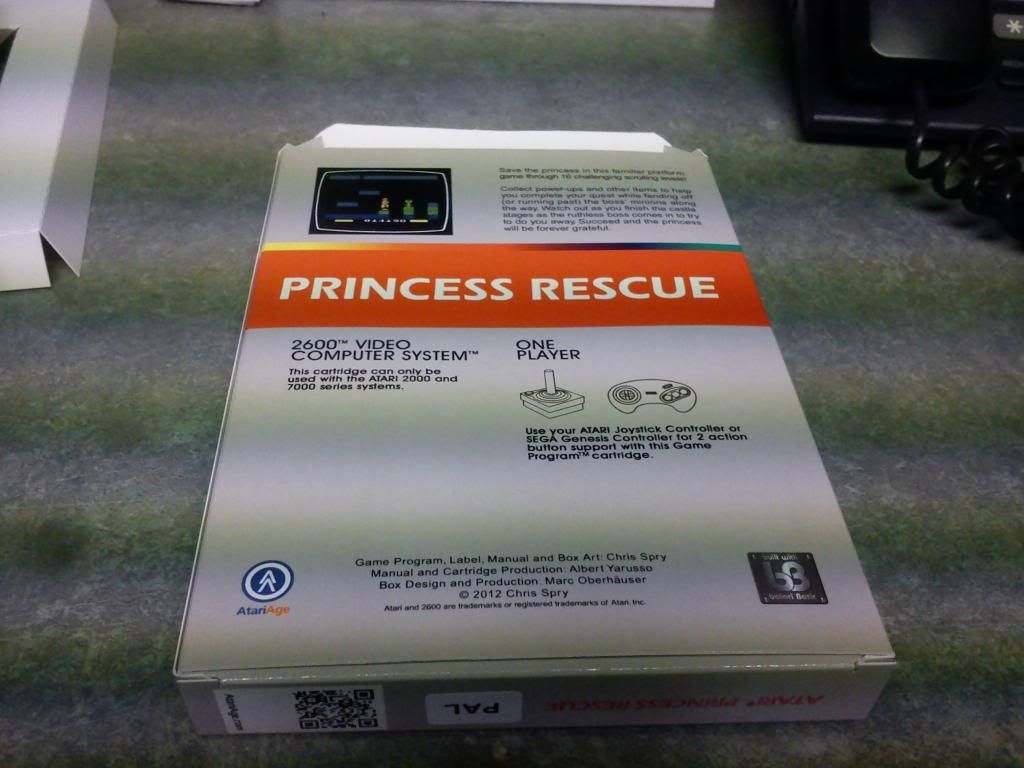 Save the princess in this familiar platform
game through 16 challenging scrolling levels!
Collect power-ups and other items to help
you complete your quest while fending off
(or running past) the boss' minions along
the way. Watch out as you finish the castle
stages as the ruthless boss comes in to try
to do you away. Succeed and the princess
will be forever grateful.
PRINCESS RESCUE
2600™ VIDEO
COMPUTER SYSTEM™
This cartridge can only be
used with the ATARI 2000 and
7000 series systems.
ONE
PLAYER
Use your ATARI Joystick Controller or
SEGA Genesis Controller for 2 action
button support with this Game
Program™ cartridge.
Game Program, Label, Manual and Box Art: Chris Spry
Manual and Cartridge Production: Albert Yarusso
Box Design and Production: Marc Oberhäuser
© 2012 Chris Spry
Atari and 2600 are trademarks or registered trademarks of Atari, Inc.
AtariAge
built with
bB
batari Basic
AtariAge.com
PAL
ATARI® PRINCESS RESCUE
*